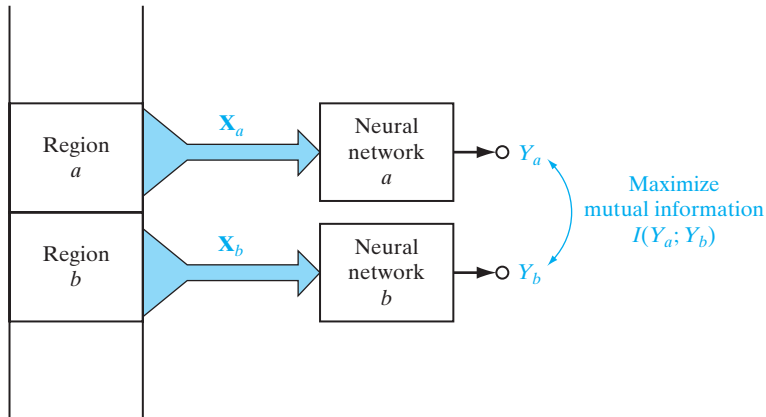 Region
a
X_a
Neural
network
a
Y_a
Maximize
mutual information
I(Y_a; Y_b)
Region
b
X_b
Neural
network
b
Y_b